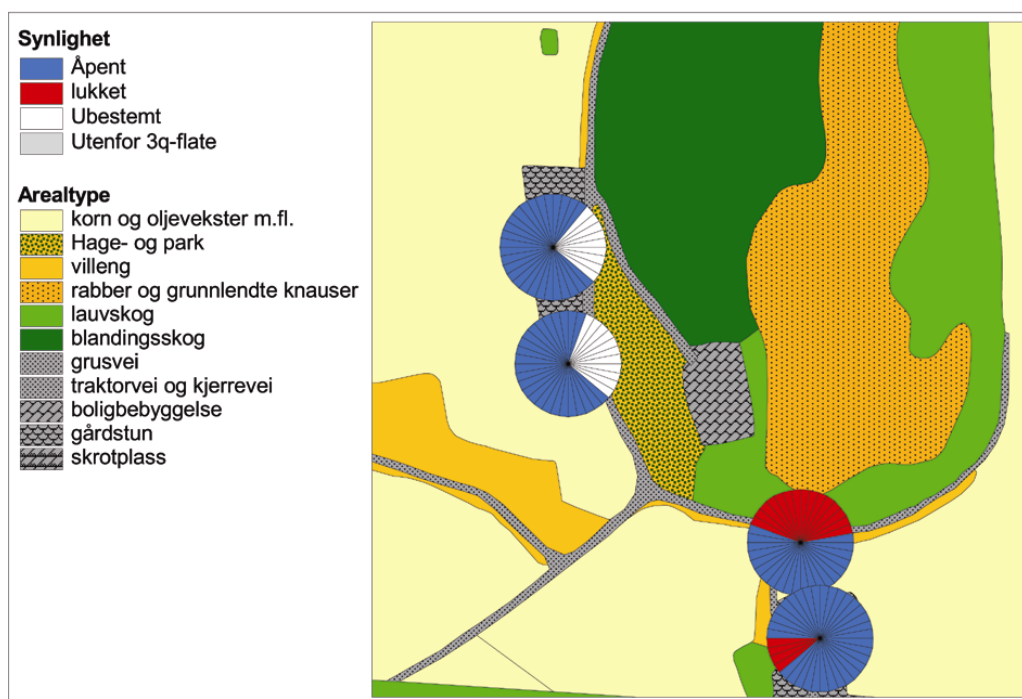 Synlighet
Åpent
lukket
Ubestemt
Utenfor 3q-flate
Arealtype
korn og oljevekster m.fl.
Hage- og park
villeng
rabber og grunnlendte knauser
lauvskog
blandingsskog
grusvei
traktorvei og kjerrevei
boligbebyggelse
gårdstun
skrotplass